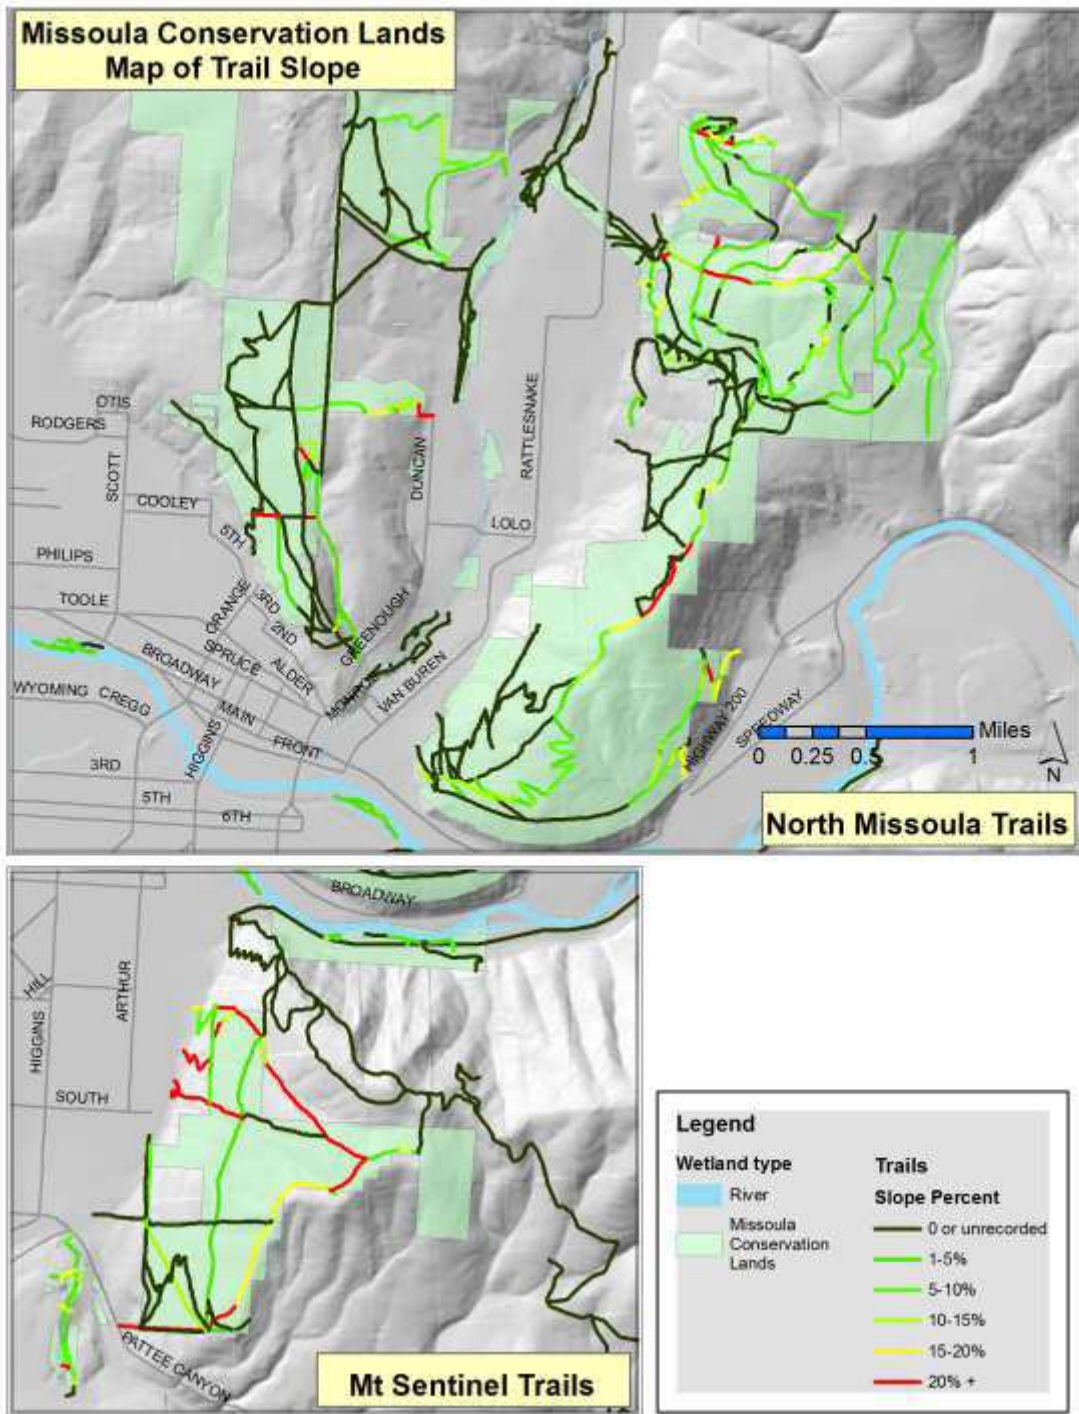 Missoula Conservation Lands
Map of Trail Slope
OTIS
RODGERS
SCOTT
COOLEY
5TH
PHILIPS
TOOLE
ORANGE
3RD
2ND
SPRUCE
ALDER
BROADWAY
WYOMING
CREGG
MAIN
FRONT
HIGGINS
3RD
5TH
6TH
MONROE
GREENOUGH
VAN BUREN
DUNCAN
LOLO
RATTLESNAKE
HIGHWAY 200
SPEEDWAY
Miles
0 0.25 0.5 1
N
North Missoula Trails
BROADWAY
HILL
HIGGINS
ARTHUR
SOUTH
PATTEE CANYON
Mt Sentinel Trails
Legend
Wetland type
River
Missoula
Conservation
Lands
Trails
Slope Percent
0 or unrecorded
1-5%
5-10%
10-15%
15-20%
20% +